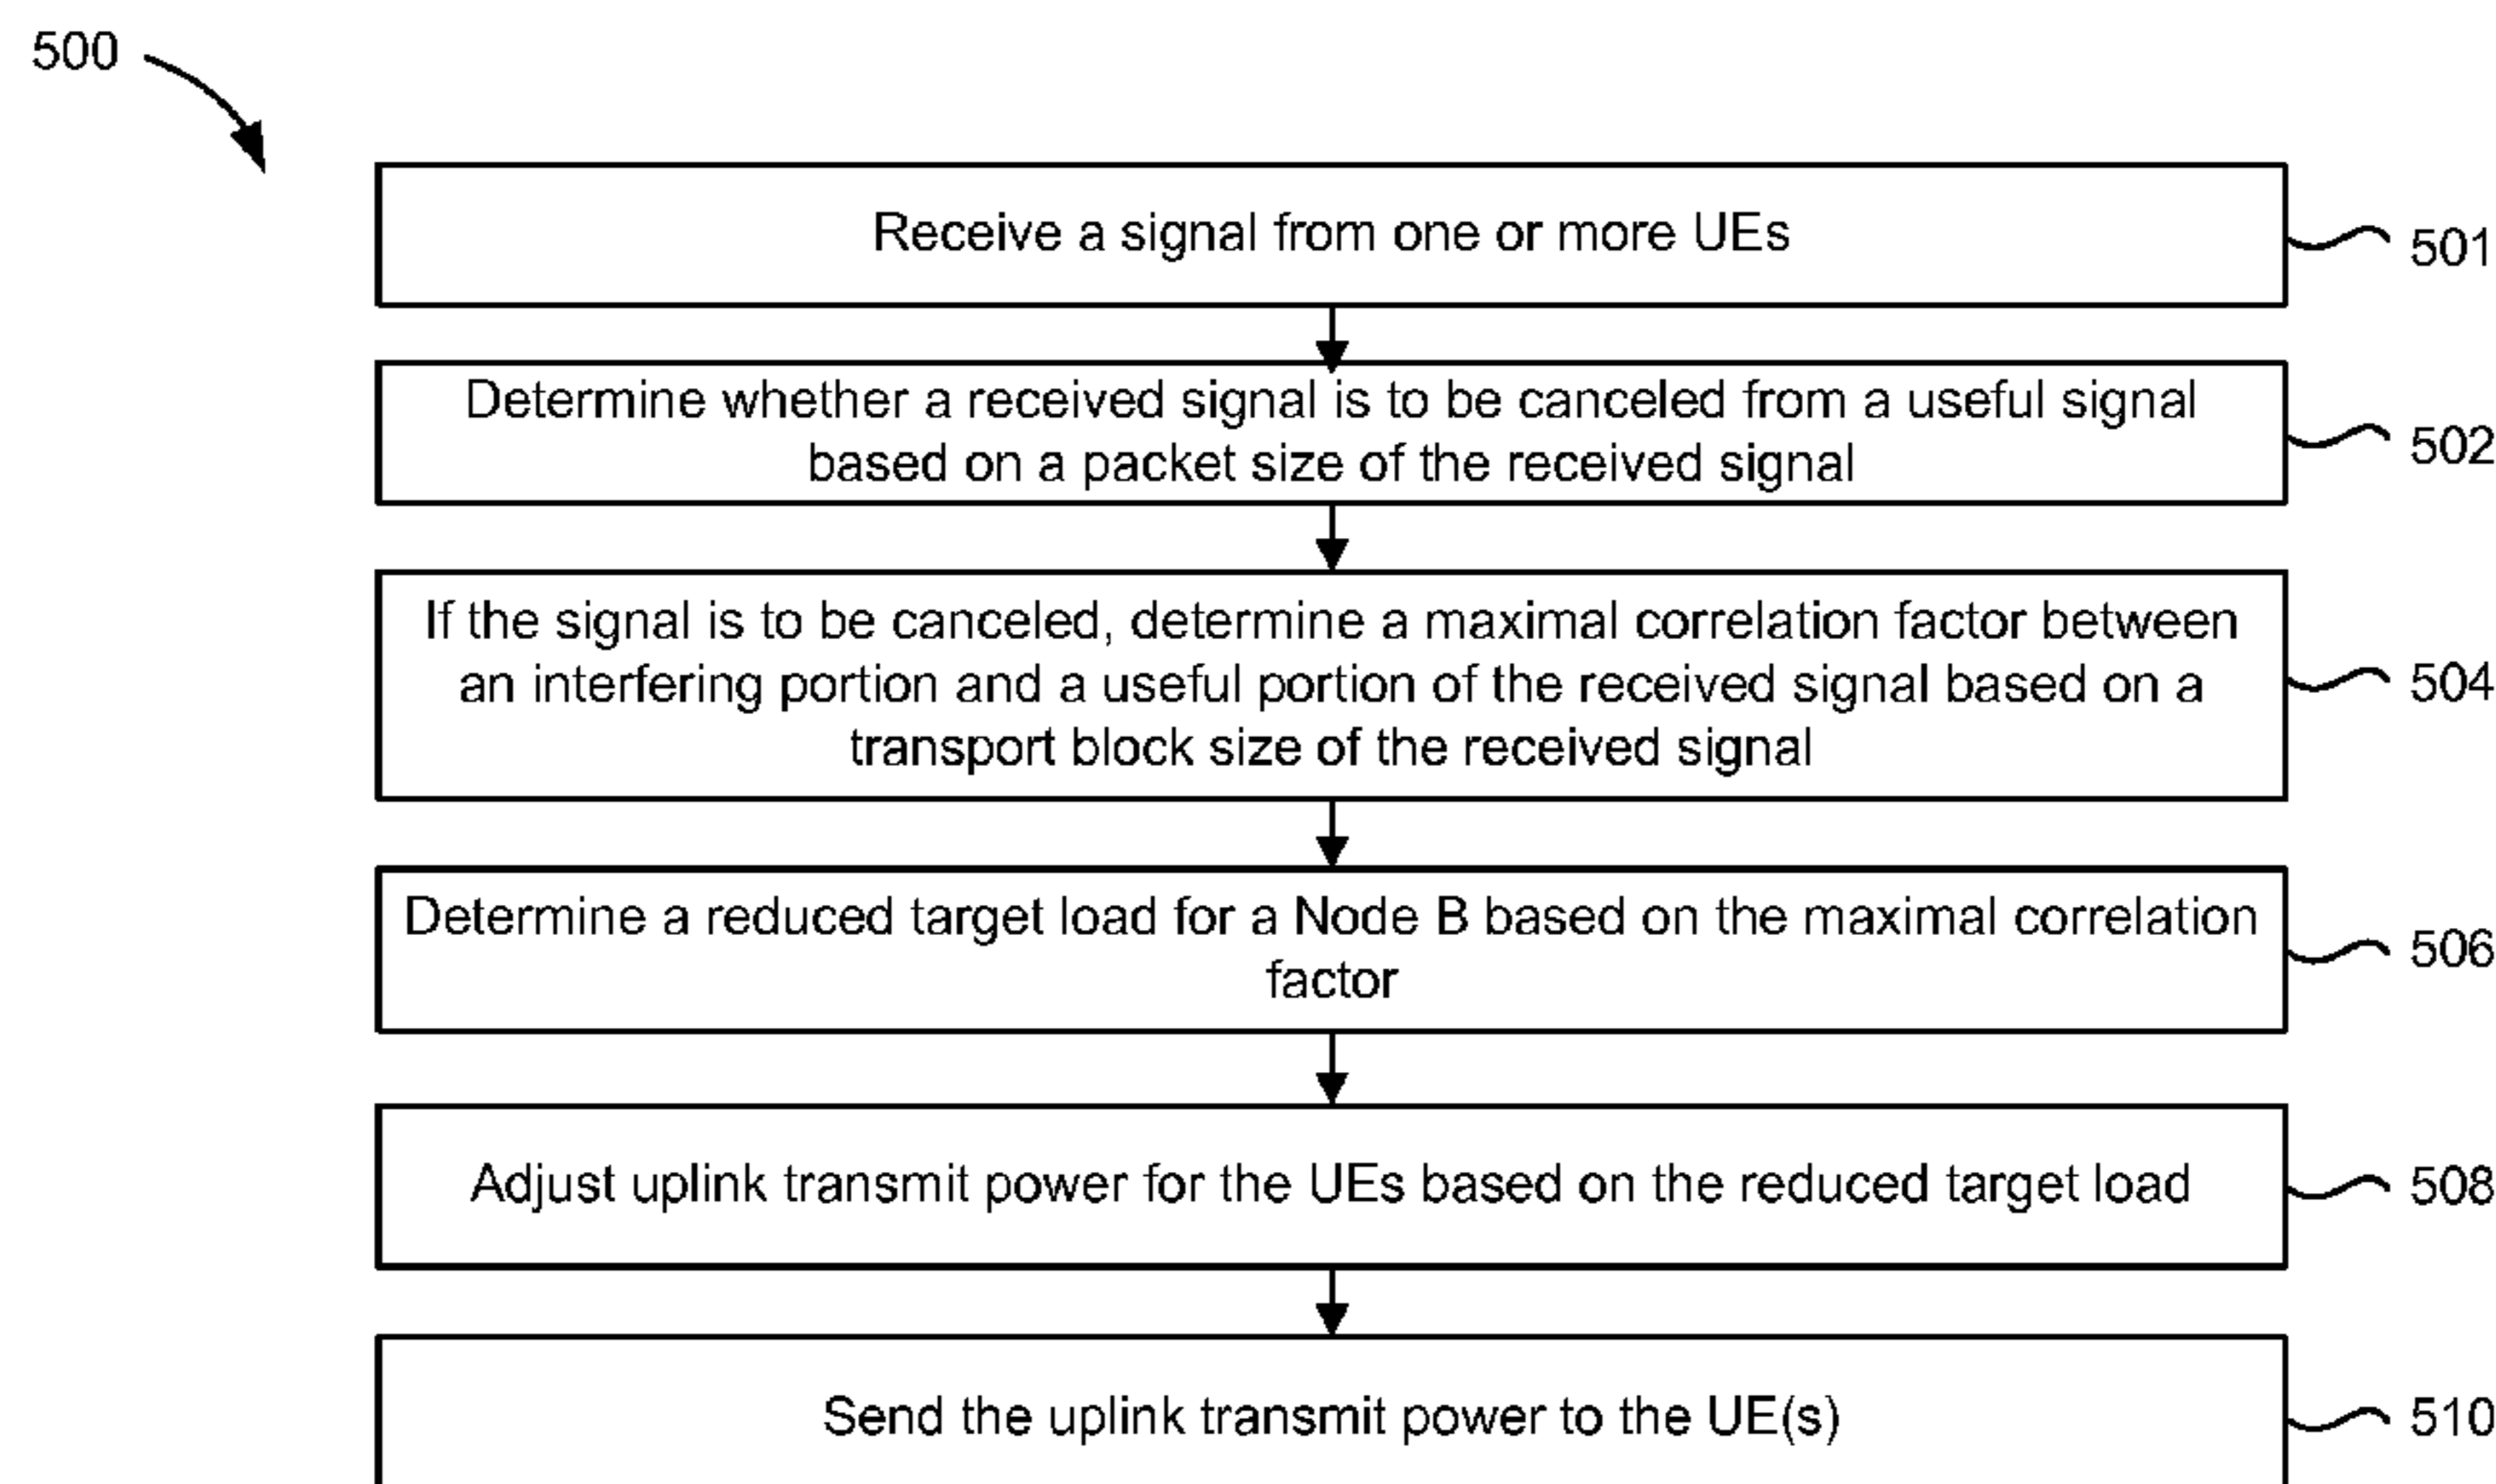 500
Receive a signal from one or more UEs
501
Determine whether a received signal is to be canceled from a useful signal
based on a packet size of the received signal
502
If the signal is to be canceled, determine a maximal correlation factor between
an interfering portion and a useful portion of the received signal based on a
transport block size of the received signal
504
Determine a reduced target load for a Node B based on the maximal correlation
factor
506
Adjust uplink transmit power for the UEs based on the reduced target load
508
Send the uplink transmit power to the UE(s)
510